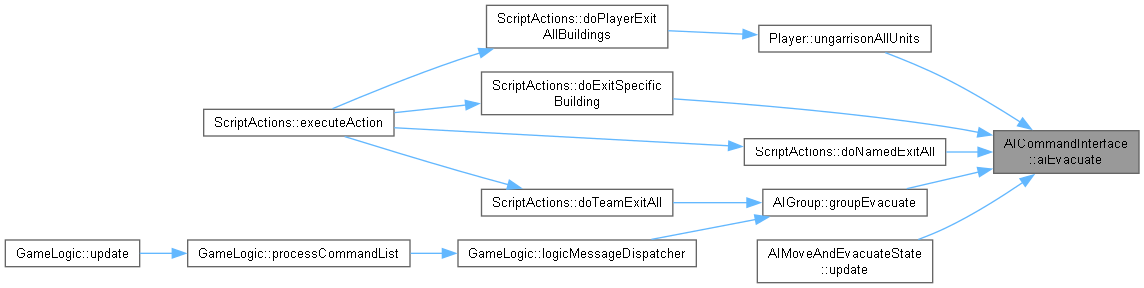 ScriptActions::doPlayerExit
AllBuildings
Player::ungarrisonAllUnits
ScriptActions::doExitSpecific
Building
ScriptActions::executeAction
AICommandInterface
::aiEvacuate
ScriptActions::doNamedExitAll
ScriptActions::doTeamExitAll
AIGroup::groupEvacuate
GameLogic::update
GameLogic::processCommandList
GameLogic::logicMessageDispatcher
AIMoveAndEvacuateState
::update